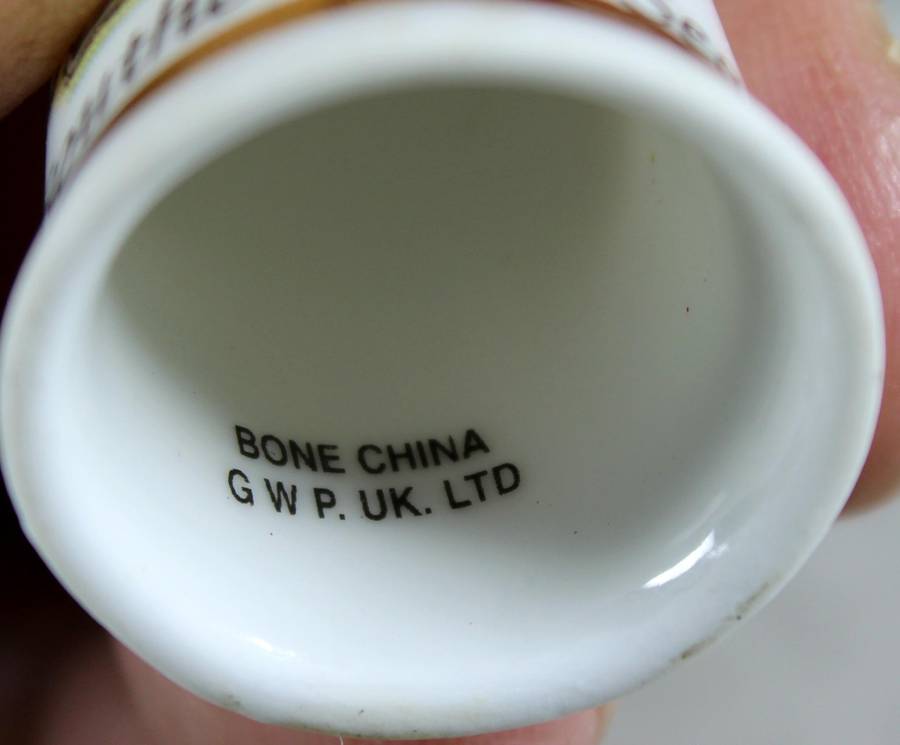 BONE CHINA
G W P. UK. LTD